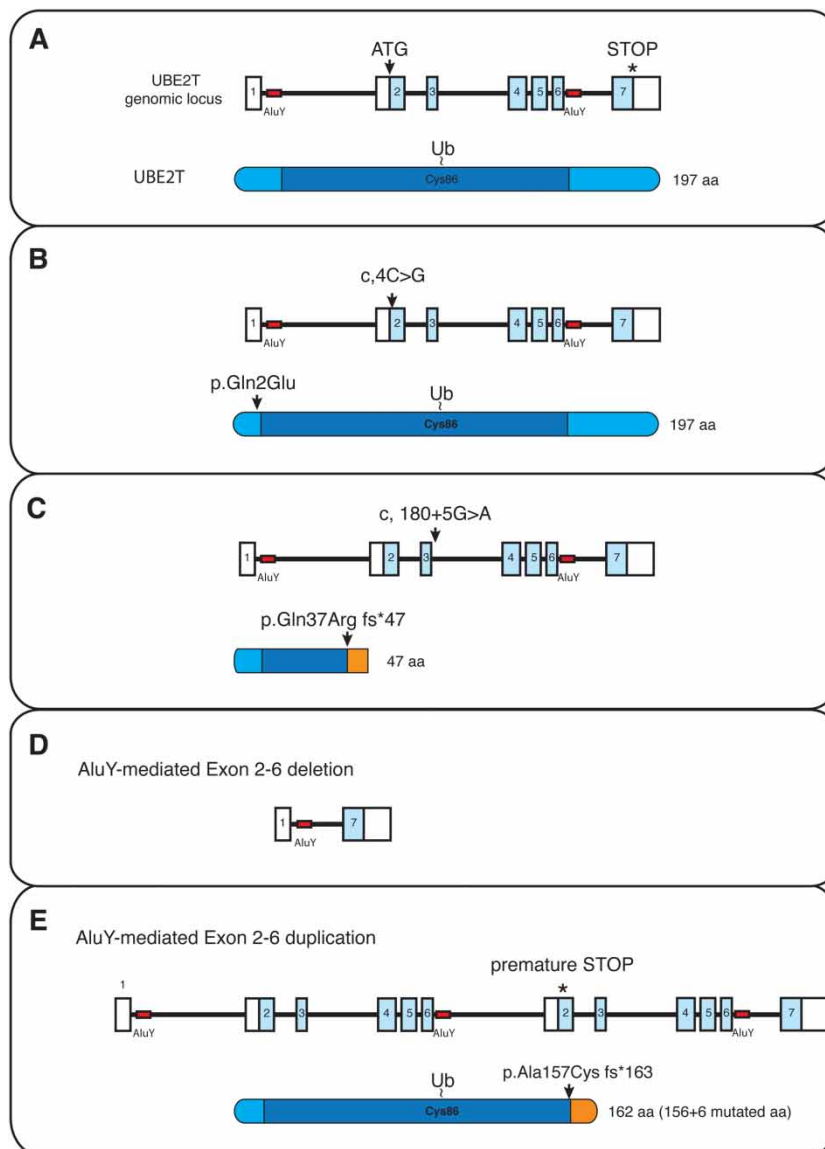 A
ATG
STOP
*
UBE2T
genomic locus
1
2
3
4
5
6
7
AluY
AluY
Ub
~
UBE2T
Cys86
197 aa
B
c,4C>G
1
2
3
4
5
6
7
AluY
AluY
p.Gln2Glu
Ub
~
Cys86
197 aa
C
c, 180+5G>A
1
2
3
4
5
6
7
AluY
AluY
p.Gln37Arg fs*47
47 aa
D
AluY-mediated Exon 2-6 deletion
1
7
AluY
E
AluY-mediated Exon 2-6 duplication
premature STOP
1
*
2
3
4
5
6
2
3
4
5
6
7
AluY
AluY
AluY
p.Ala157Cys fs*163
Ub
~
Cys86
162 aa (156+6 mutated aa)